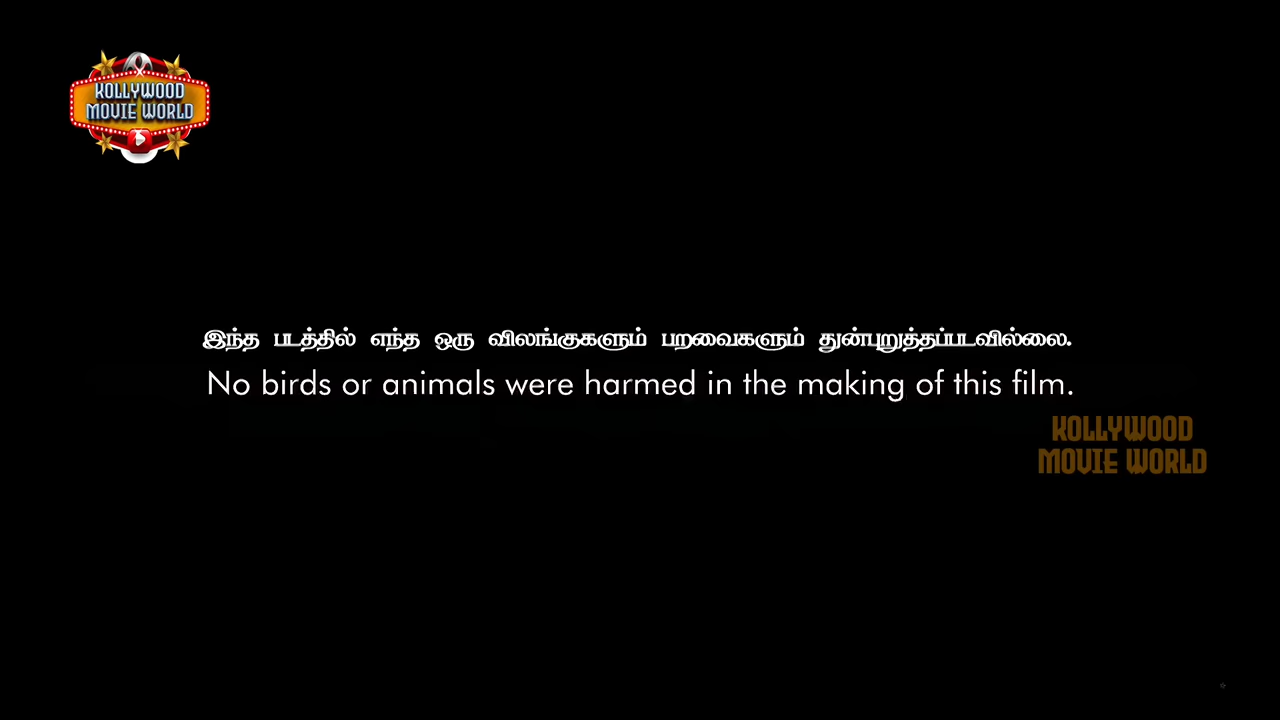 KOLLYWOOD
MOVIE WORLD
இந்த படத்தில் எந்த ஒரு விலங்குகளும் பறவைகளும் துன்புறுத்தப்படவில்லை.
No birds or animals were harmed in the making of this film.
KOLLYWOOD
MOVIE WORLD